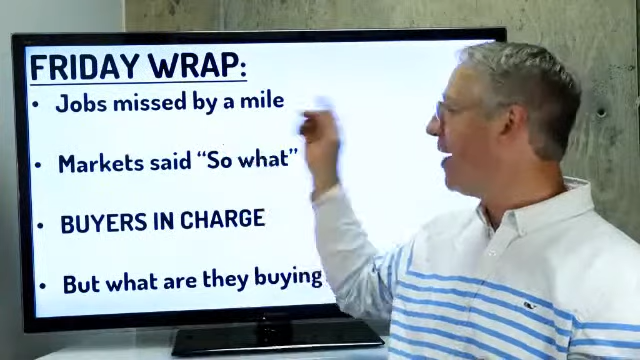 FRIDAY WRAP:
• Jobs missed by a mile
• Markets said “So what”
• BUYERS IN CHARGE
• But what are they buying